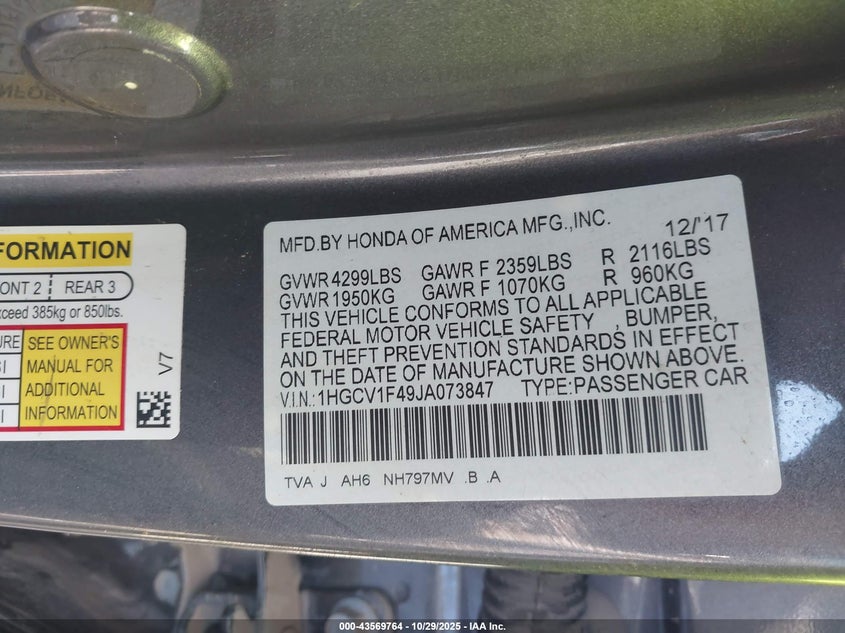 FORMATION
ONT 2 REAR 3
xceed 385kg or 850lbs.
URE SEE OWNER'S
SI MANUAL FOR
I ADDITIONAL
I INFORMATION
V7
MFD.BY HONDA OF AMERICA MFG.,INC. 12/'17
GVWR 4299LBS GAWR F 2359LBS R 2116LBS
GVWR 1950KG GAWR F 1070KG R 960KG
THIS VEHICLE CONFORMS TO ALL APPLICABLE
FEDERAL MOTOR VEHICLE SAFETY , BUMPER,
AND THEFT PREVENTION STANDARDS IN EFFECT
ON THE DATE OF MANUFACTURE SHOWN ABOVE.
V.I.N.:1HGCV1F49JA073847 TYPE:PASSENGER CAR
TVA J AH6 NH797MV .B .A
000-43569764 | 10/29/2025 | IAA Inc.